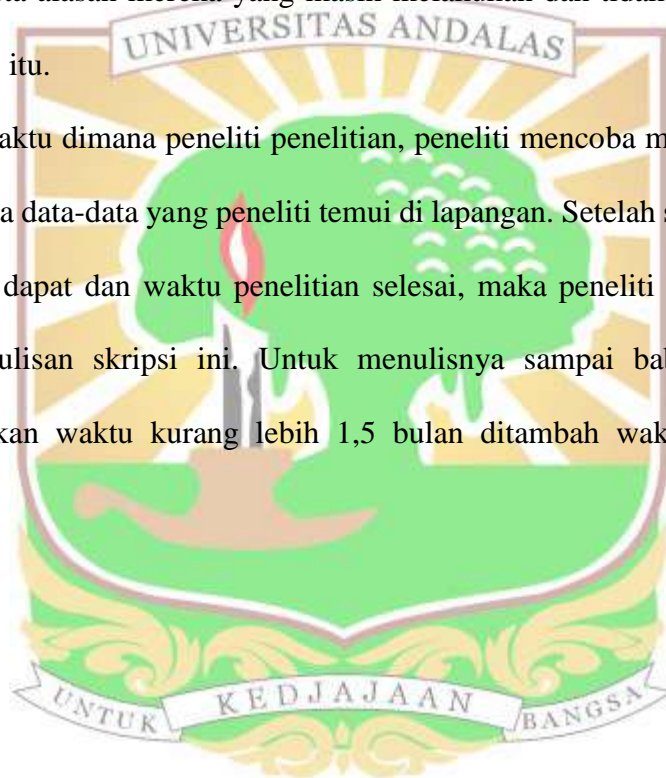 ta alasan mereka yang masih melakukan dan tidak
UNIVERSITAS ANDALAS
itu.
aktu dimana peneliti penelitian, peneliti mencoba m
a data-data yang peneliti temui di lapangan. Setelah s
dapat dan waktu penelitian selesai, maka peneliti
ulisan skripsi ini. Untuk menulisnya sampai bab
kan waktu kurang lebih 1,5 bulan ditambah wak
UNTUK KEDJAJAAN BANGSA